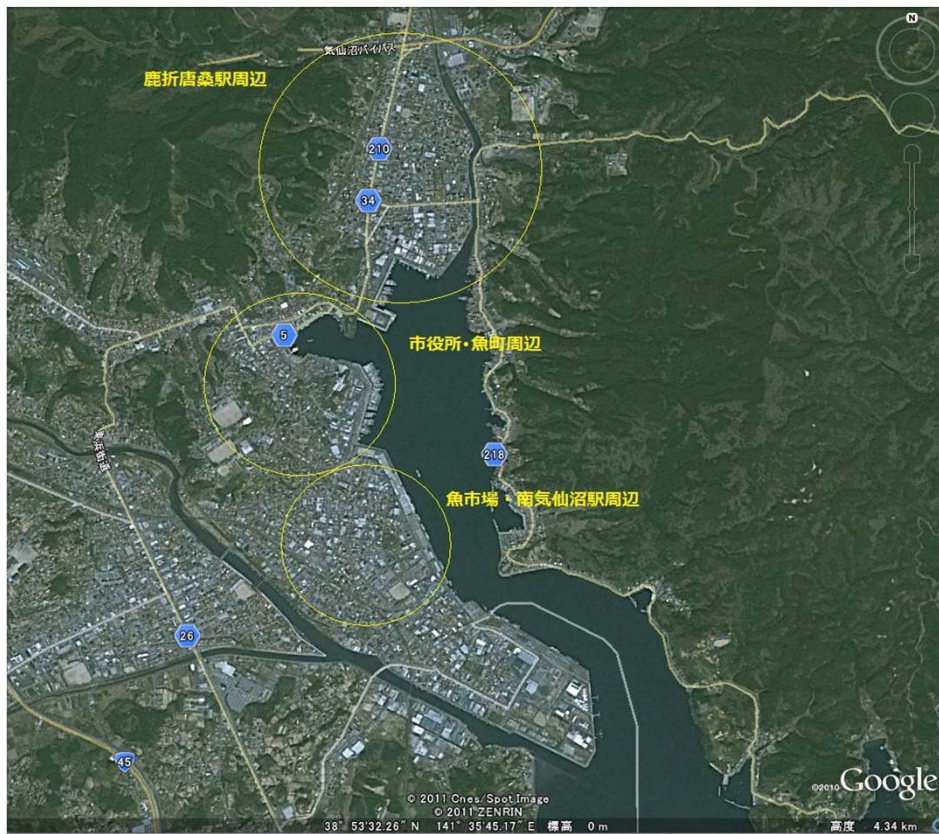 N
気仙沼バイパス
鹿折唐桑駅周辺
210
34
5
市役所・魚町周辺
218
魚市場・南気仙沼駅周辺
26
45
©2010 Google
© 2011 Cnes/Spot Image
© 2011 ZENRIN
38° 53'32.26" N 141° 35'45.17" E 標高 0 m 高度 4.34 km